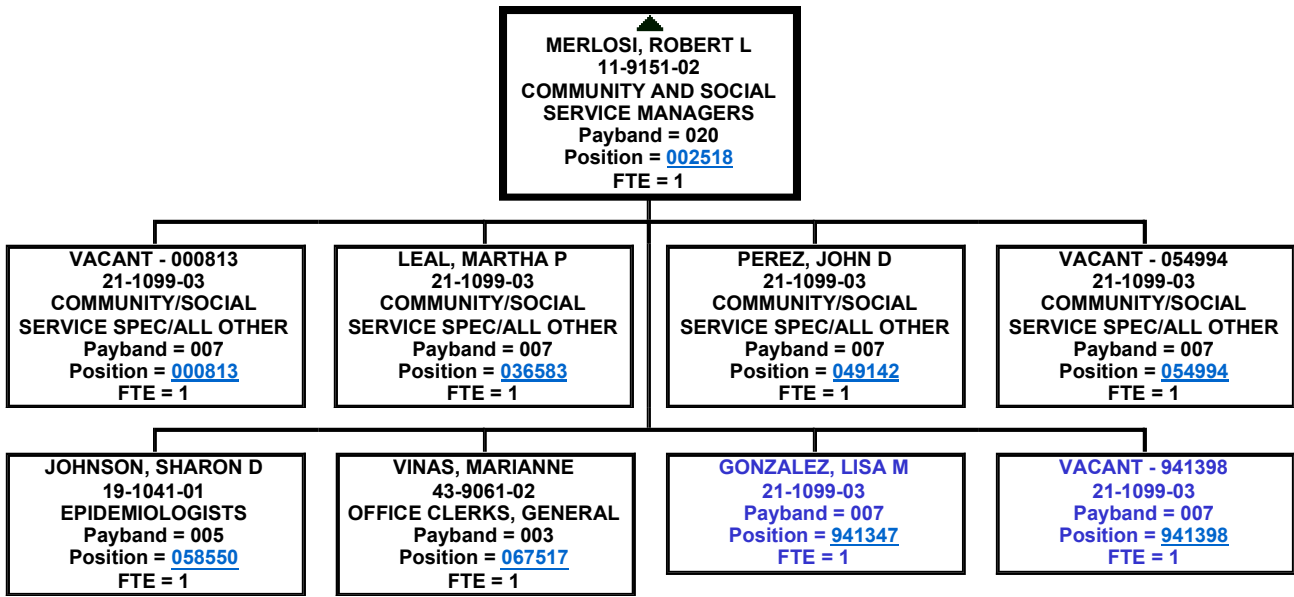 MERLOSI, ROBERT L
11-9151-02
COMMUNITY AND SOCIAL
SERVICE MANAGERS
Payband = 020
Position = 002518
FTE = 1
VACANT - 000813
21-1099-03
COMMUNITY/SOCIAL
SERVICE SPEC/ALL OTHER
Payband = 007
Position = 000813
FTE = 1
LEAL, MARTHA P
21-1099-03
COMMUNITY/SOCIAL
SERVICE SPEC/ALL OTHER
Payband = 007
Position = 036583
FTE = 1
PEREZ, JOHN D
21-1099-03
COMMUNITY/SOCIAL
SERVICE SPEC/ALL OTHER
Payband = 007
Position = 049142
FTE = 1
VACANT - 054994
21-1099-03
COMMUNITY/SOCIAL
SERVICE SPEC/ALL OTHER
Payband = 007
Position = 054994
FTE = 1
JOHNSON, SHARON D
19-1041-01
EPIDEMIOLOGISTS
Payband = 005
Position = 058550
FTE = 1
VINAS, MARIANNE
43-9061-02
OFFICE CLERKS, GENERAL
Payband = 003
Position = 067517
FTE = 1
GONZALEZ, LISA M
21-1099-03
Payband = 007
Position = 941347
FTE = 1
VACANT - 941398
21-1099-03
Payband = 007
Position = 941398
FTE = 1